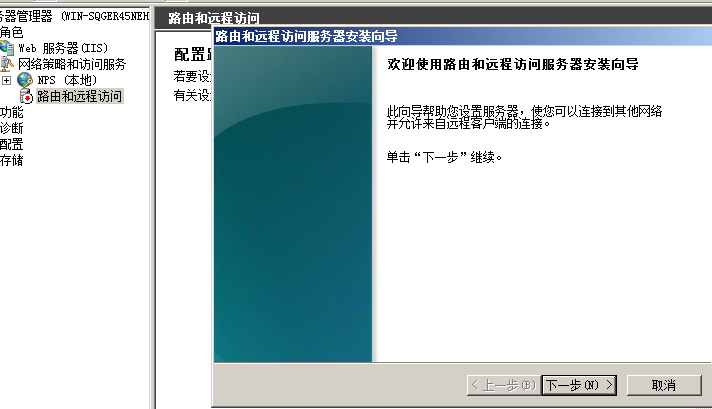 务器管理器 (WIN-SQGER45NEH
角色
Web 服务器(IIS)
网络策略和访问服务
NPS (本地)
路由和远程访问
功能
诊断
配置
存储
路由和远程访问
配置
若要设
有关设
路由和远程访问服务器安装向导
欢迎使用路由和远程访问服务器安装向导
此向导帮助您设置服务器，使您可以连接到其他网络
并允许来自远程客户端的连接。
单击“下一步”继续。
< 上一步(B)
下一步(N) >
取消